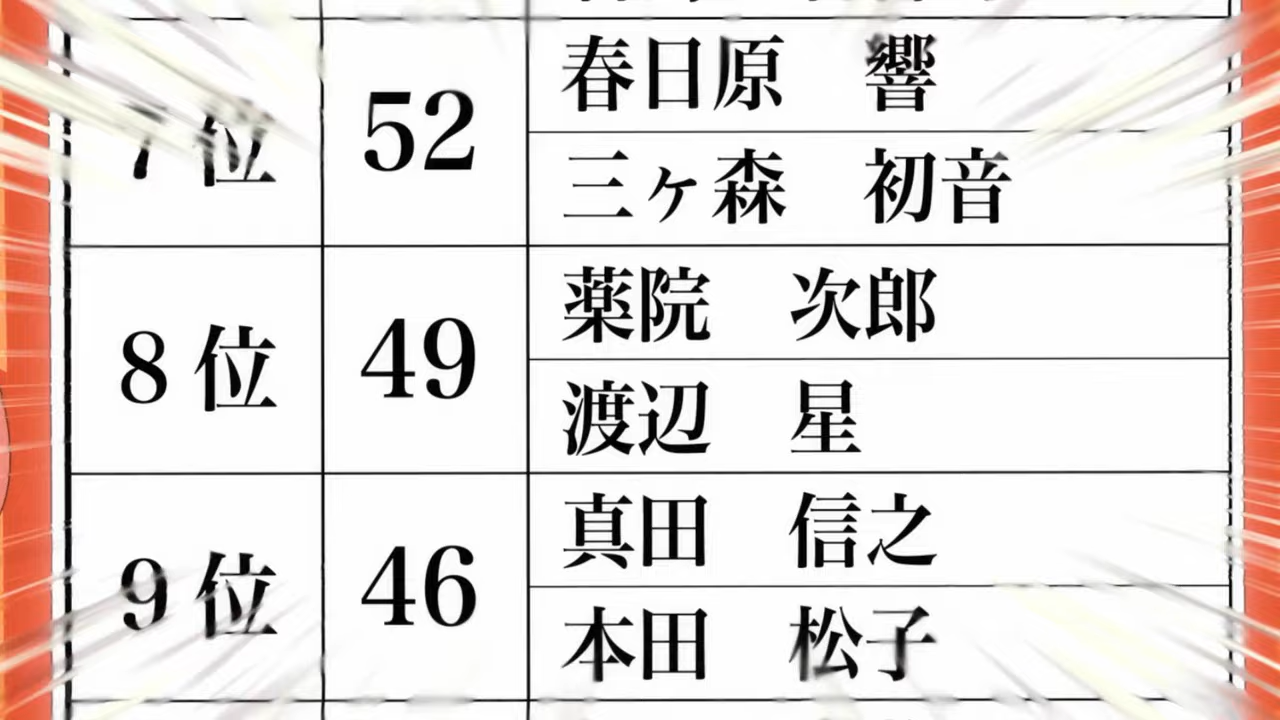 7位 52 春日原　響
三ヶ森　初音
8位 49 薬院　次郎
渡辺　星
9位 46 真田　信之
本田　松子